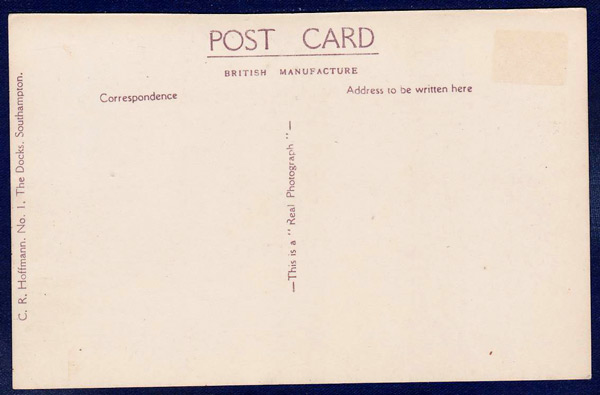 POST CARD
BRITISH MANUFACTURE
Correspondence
Address to be written here
—This is a "Real Photograph"—
C. R. Hoffmann. No. 1. The Docks. Southampton.